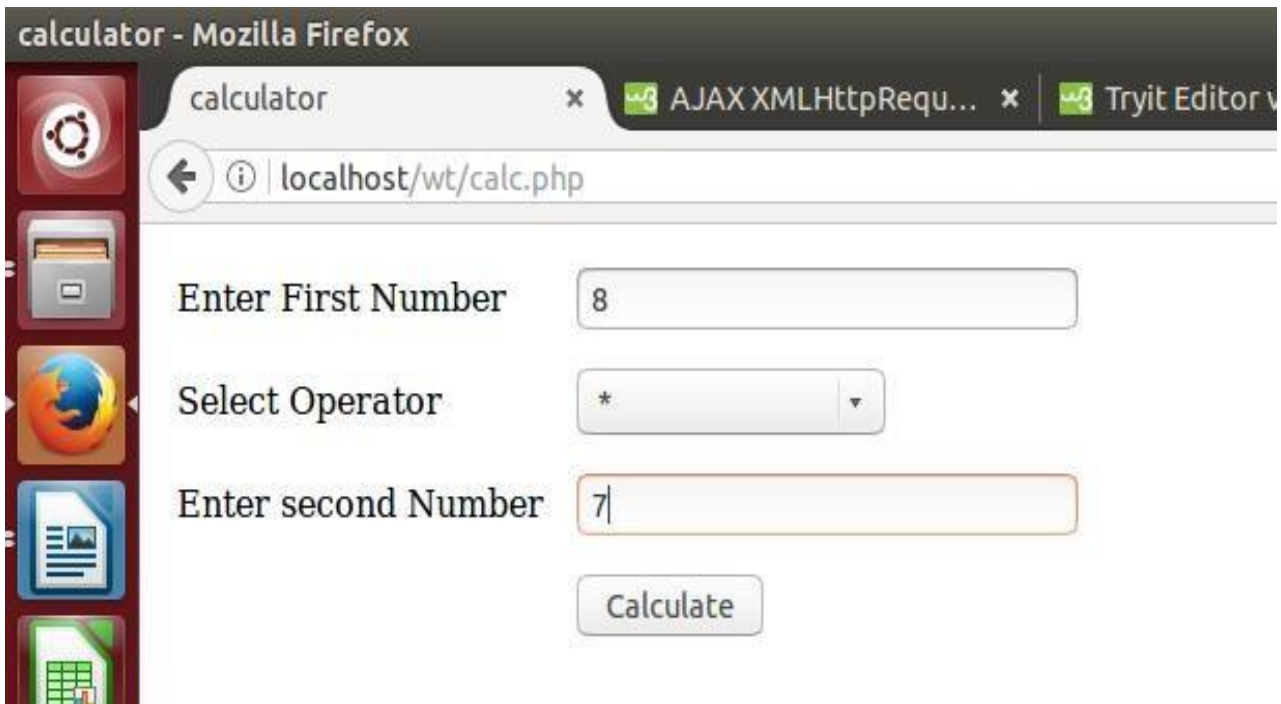 calculator - Mozilla Firefox
calculator
AJAX XMLHttpRequ...
Tryit Editor v
localhost/wt/calc.php
Enter First Number 8
Select Operator *
Enter second Number 7
Calculate